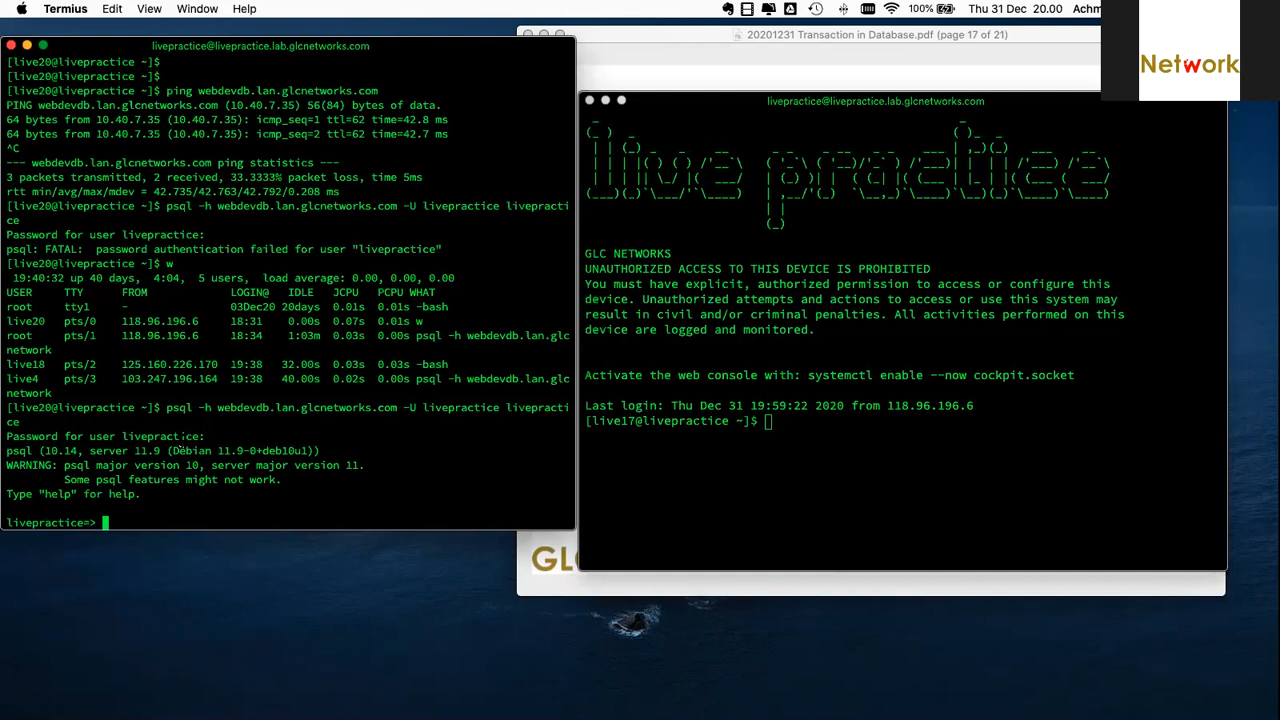 Termius Edit View Window Help
100% Thu 31 Dec 20.00 Achm
20201231 Transaction in Database.pdf (page 17 of 21)
Network
livepractice@livepractice.lab.glcnetworks.com
[live20@livepractice ~]$
[live20@livepractice ~]$
[live20@livepractice ~]$ ping webdevdb.lan.glcnetworks.com
PING webdevdb.lan.glcnetworks.com (10.40.7.35) 56(84) bytes of data.
64 bytes from 10.40.7.35 (10.40.7.35): icmp_seq=1 ttl=62 time=42.8 ms
64 bytes from 10.40.7.35 (10.40.7.35): icmp_seq=2 ttl=62 time=42.7 ms
^C
--- webdevdb.lan.glcnetworks.com ping statistics ---
3 packets transmitted, 2 received, 33.3333% packet loss, time 5ms
rtt min/avg/max/mdev = 42.735/42.763/42.792/0.208 ms
[live20@livepractice ~]$ psql -h webdevdb.lan.glcnetworks.com -U livepractice livepracti
ce
Password for user livepractice:
psql: FATAL:  password authentication failed for user "livepractice"
[live20@livepractice ~]$ w
19:40:32 up 40 days,  4:04,  5 users,  load average: 0.00, 0.00, 0.00
USER     TTY      FROM             LOGIN@   IDLE   JCPU   PCPU WHAT
root     tty1     -                03Dec20 20days  0.01s  0.01s -bash
live20   pts/0    118.96.196.6     18:31    0.00s  0.07s  0.01s w
root     pts/1    118.96.196.6     18:34    1:03m  0.03s  0.00s psql -h webdevdb.lan.glc
network
live18   pts/2    125.160.226.170  19:38   32.00s  0.03s  0.03s -bash
live4    pts/3    103.247.196.164  19:38   40.00s  0.02s  0.00s psql -h webdevdb.lan.glc
network
[live20@livepractice ~]$ psql -h webdevdb.lan.glcnetworks.com -U livepractice livepracti
ce
Password for user livepractice:
psql (10.14, server 11.9 (Debian 11.9-0+deb10u1))
WARNING: psql major version 10, server major version 11.
Some psql features might not work.
Type "help" for help.
livepractice=>
livepractice@livepractice.lab.glcnetworks.com
live practice
GLC NETWORKS
UNAUTHORIZED ACCESS TO THIS DEVICE IS PROHIBITED
You must have explicit, authorized permission to access or configure this
device. Unauthorized attempts and actions to access or use this system may
result in civil and/or criminal penalties. All activities performed on this
device are logged and monitored.
Activate the web console with: systemctl enable --now cockpit.socket
Last login: Thu Dec 31 19:59:22 2020 from 118.96.196.6
[live17@livepractice ~]$
GLC